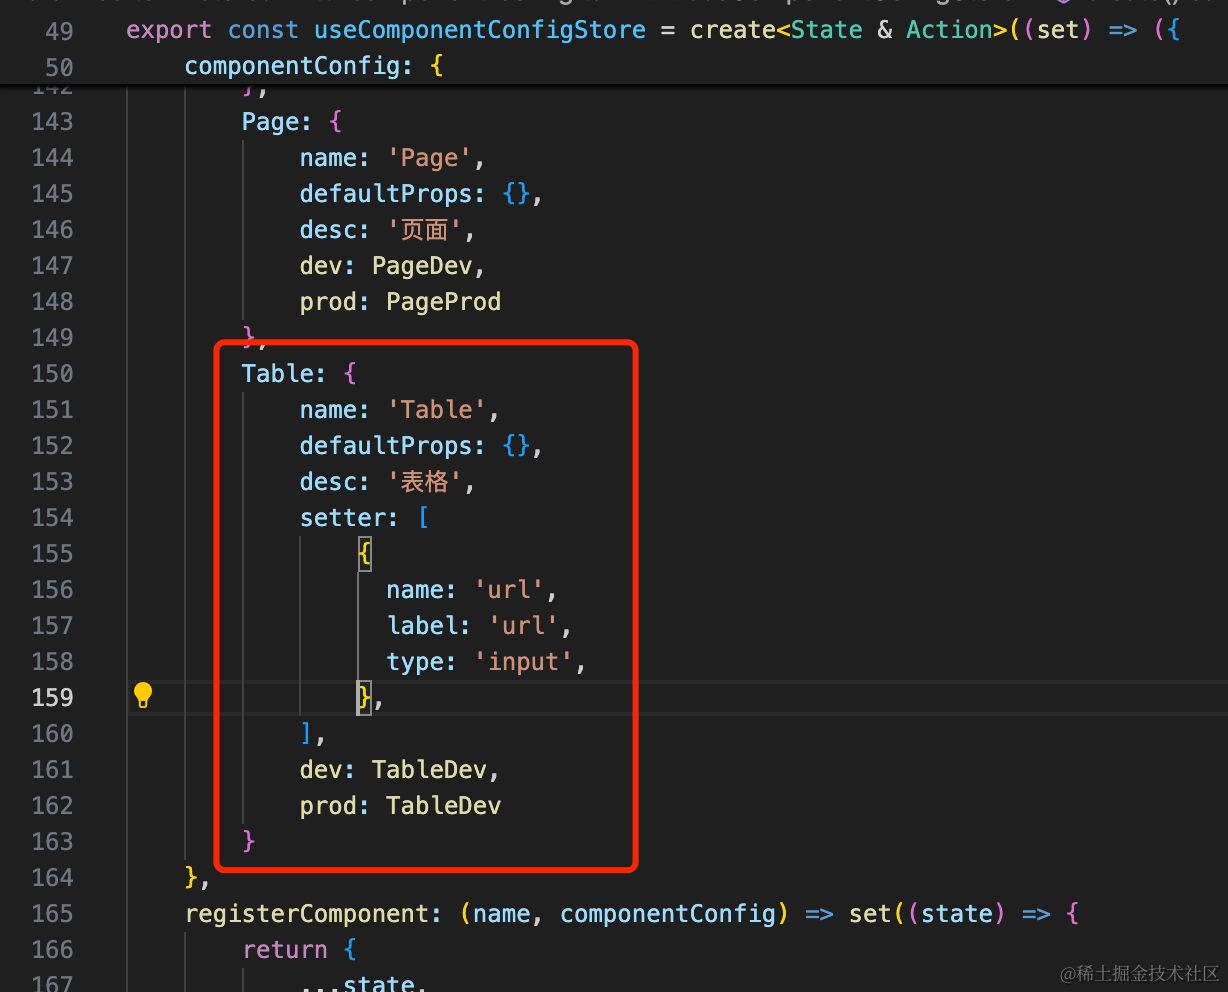 49 export const useComponentConfigStore = create<State & Action>((set) => ({
50 componentConfig: {
142 },
143 Page: {
144 name: 'Page',
145 defaultProps: {},
146 desc: '页面',
147 dev: PageDev,
148 prod: PageProd
149 },
150 Table: {
151 name: 'Table',
152 defaultProps: {},
153 desc: '表格',
154 setter: [
155 {
156 name: 'url',
157 label: 'url',
158 type: 'input',
159 },
160 ],
161 dev: TableDev,
162 prod: TableDev
163 }
164 },
165 registerComponent: (name, componentConfig) => set((state) => {
166 return {
167 ...state,
@稀土掘金技术社区